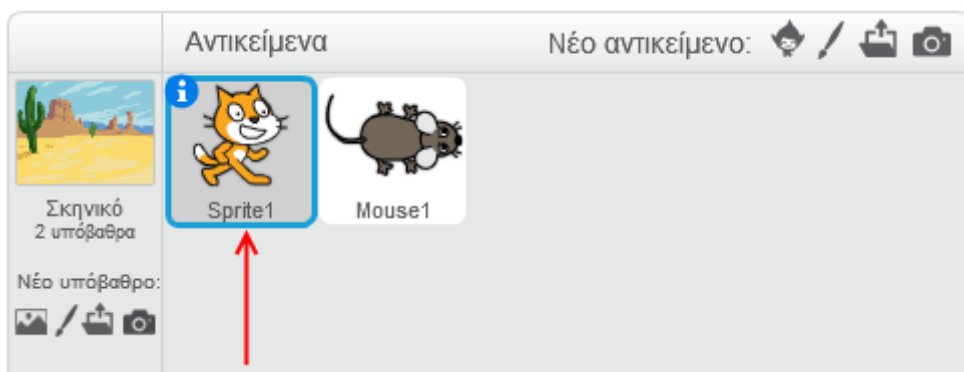 Αντικείμενα
Νέο αντικείμενο:
i
Sprite1
Mouse1
Σκηνικό
2 υπόβαθρα
Νέο υπόβαθρο: